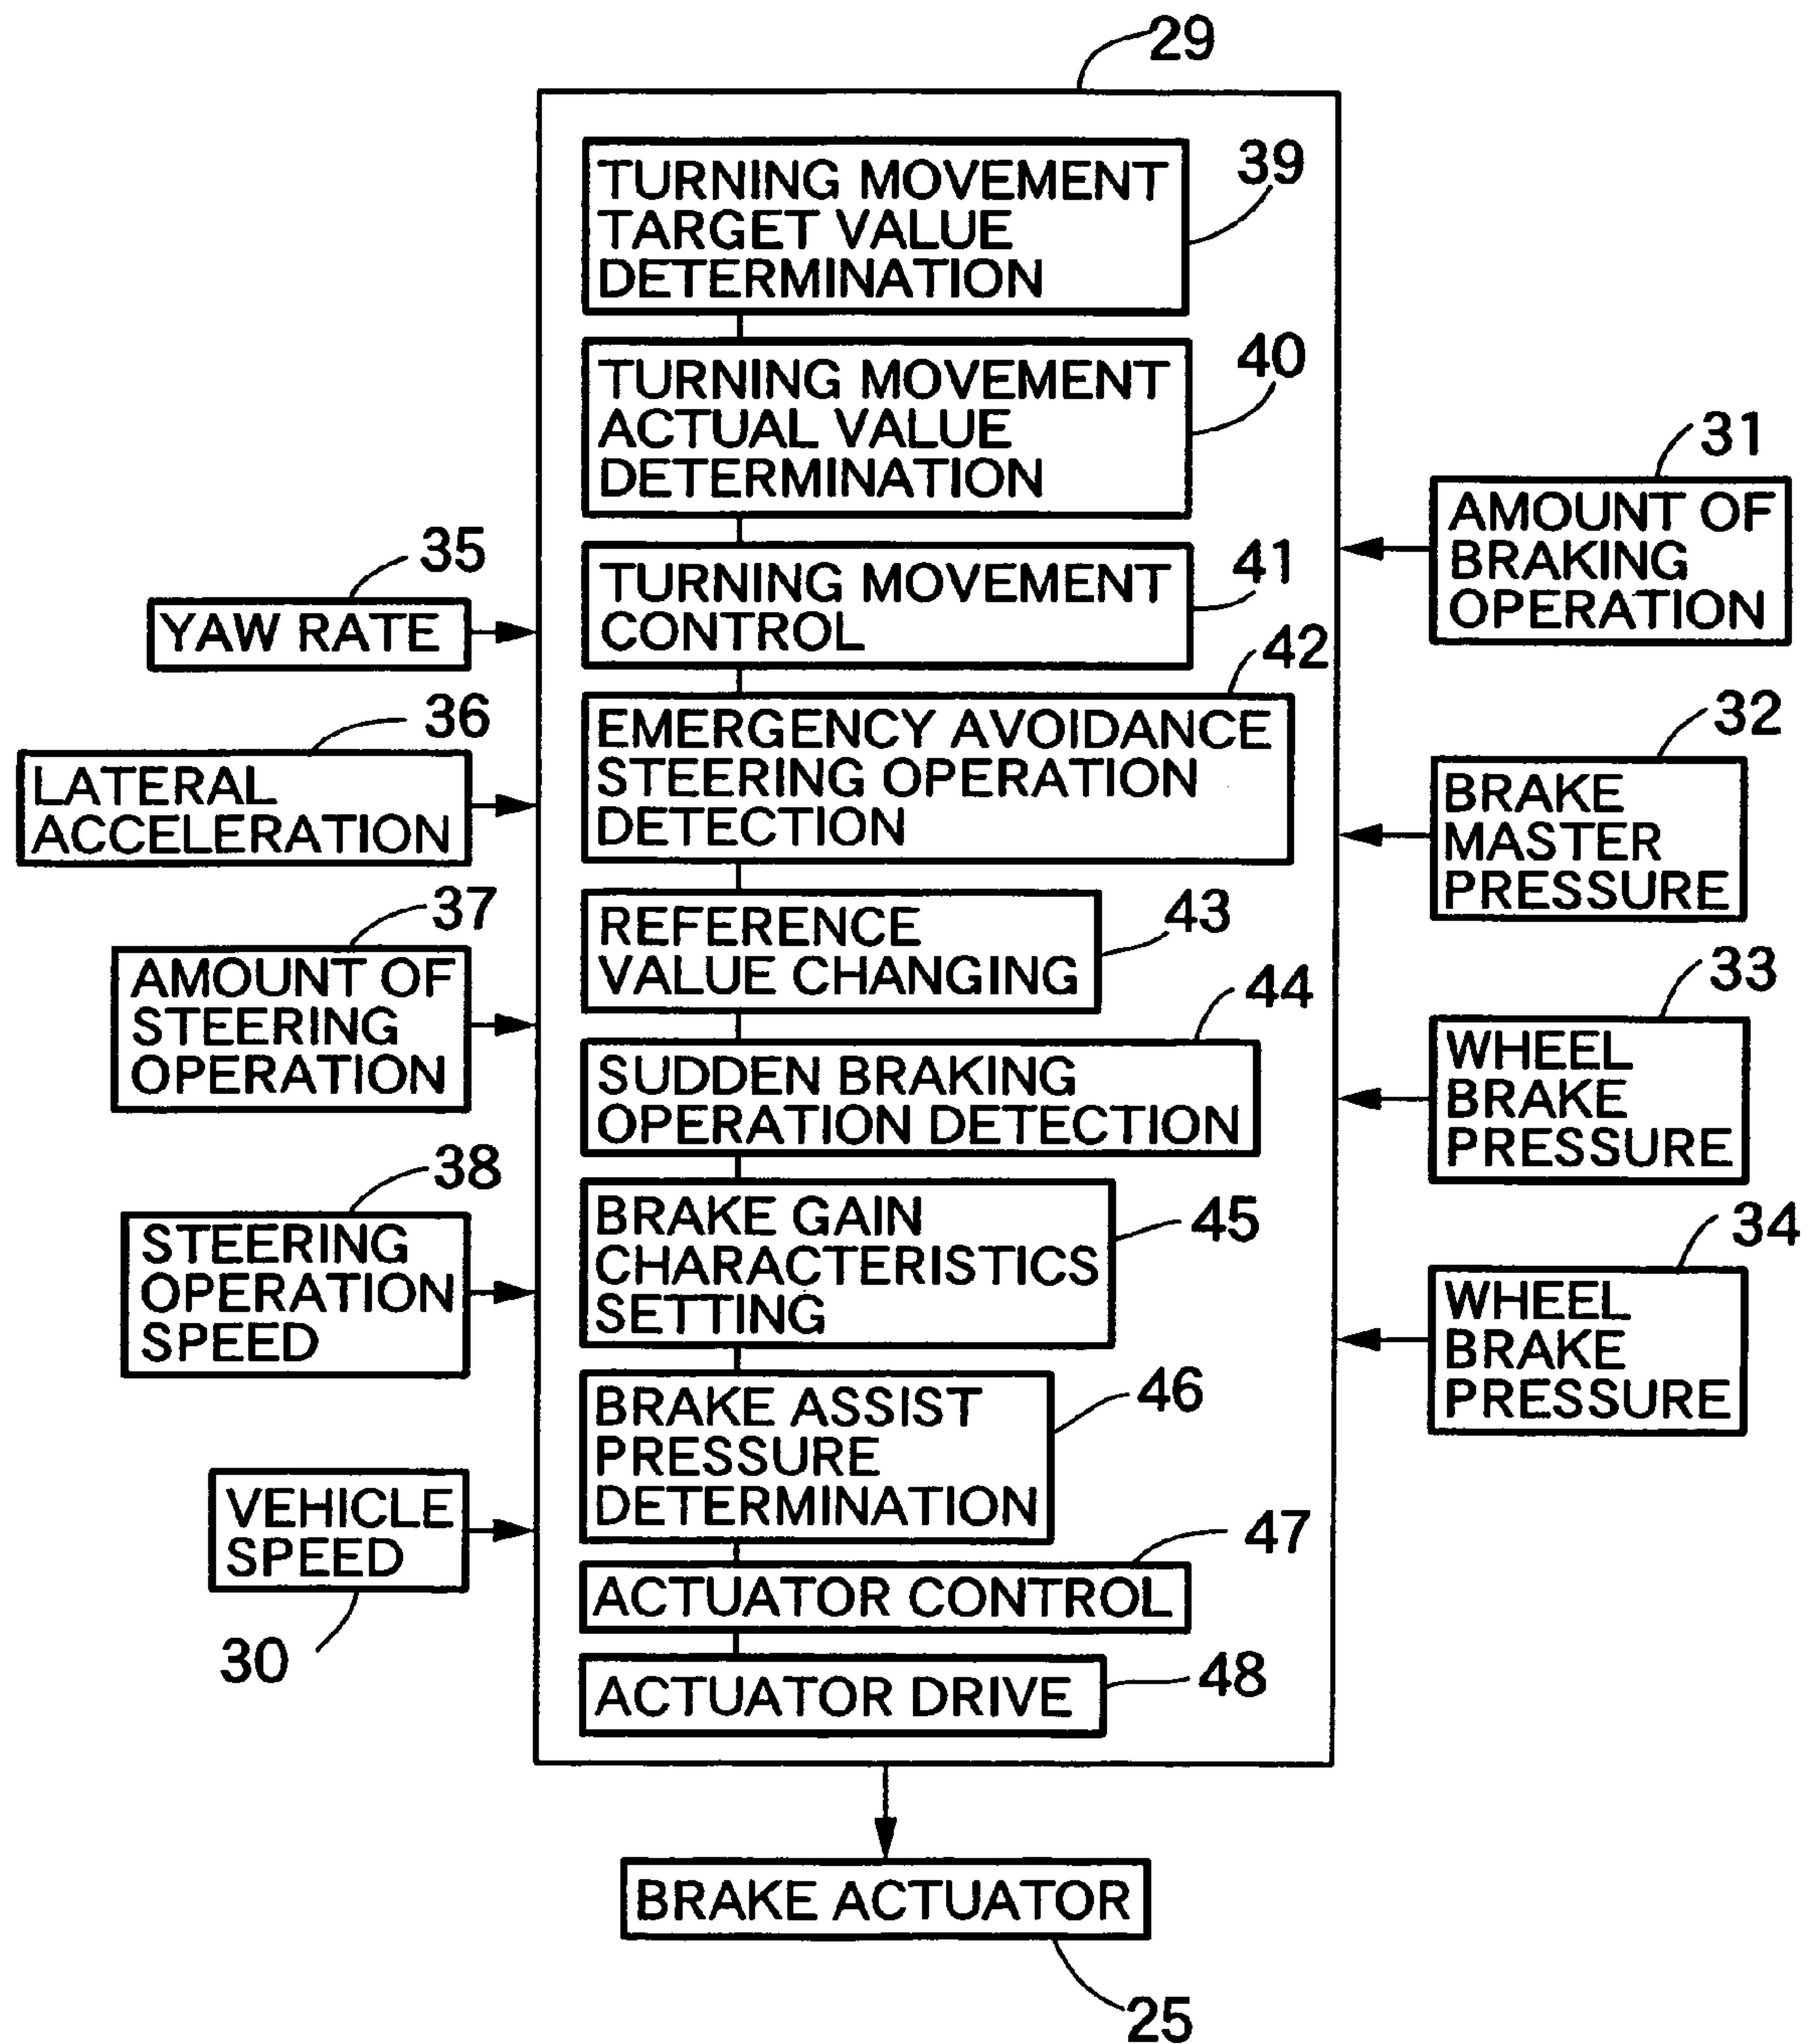 29
TURNING MOVEMENT
TARGET VALUE
DETERMINATION
39
TURNING MOVEMENT
ACTUAL VALUE
DETERMINATION
40
TURNING MOVEMENT
CONTROL
41
EMERGENCY AVOIDANCE
STEERING OPERATION
DETECTION
42
REFERENCE
VALUE CHANGING
43
SUDDEN BRAKING
OPERATION DETECTION
44
BRAKE GAIN
CHARACTERISTICS
SETTING
45
BRAKE ASSIST
PRESSURE
DETERMINATION
46
ACTUATOR CONTROL
47
ACTUATOR DRIVE
48
35
YAW RATE
36
LATERAL
ACCELERATION
37
AMOUNT OF
STEERING
OPERATION
38
STEERING
OPERATION
SPEED
VEHICLE
SPEED
30
31
AMOUNT OF
BRAKING
OPERATION
32
BRAKE
MASTER
PRESSURE
33
WHEEL
BRAKE
PRESSURE
34
WHEEL
BRAKE
PRESSURE
BRAKE ACTUATOR
25